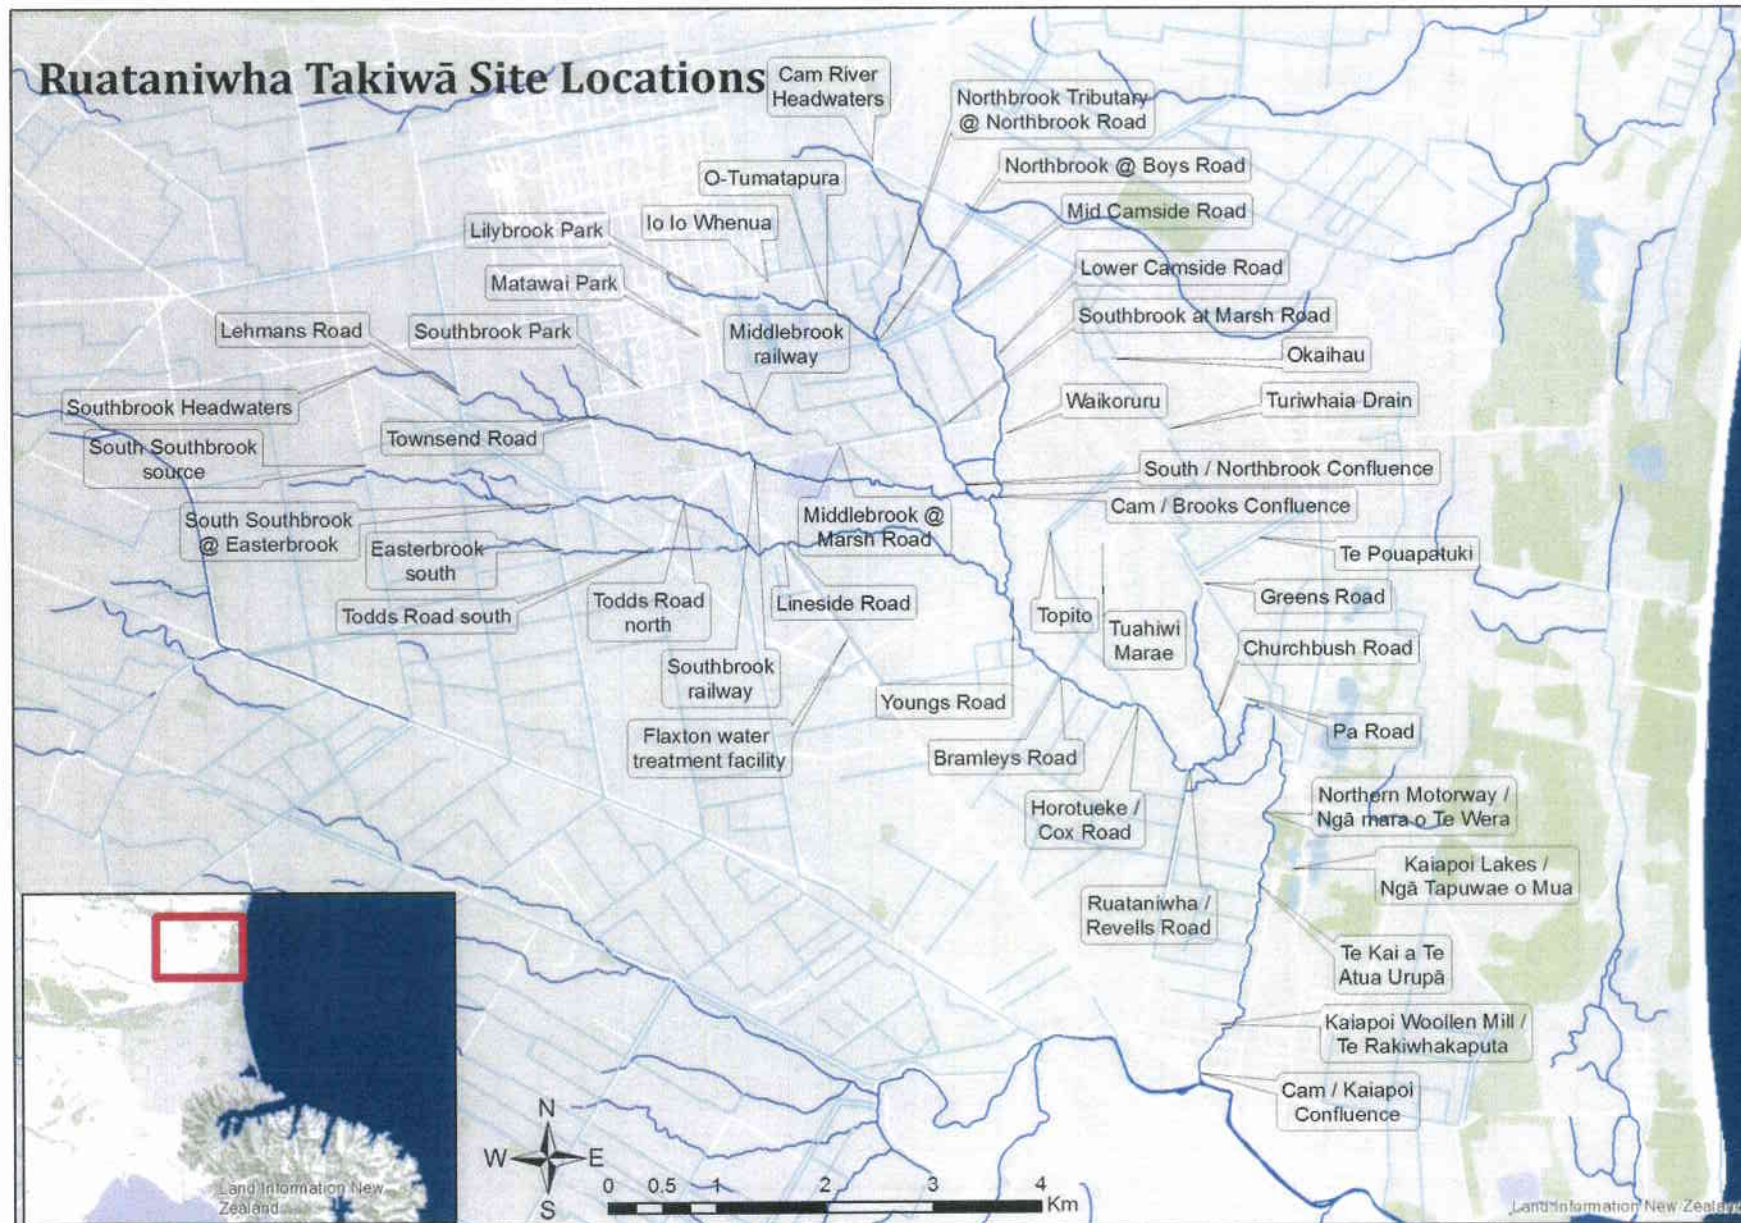 Ruataniwha Takiwā Site Locations
Cam River
Headwaters
Northbrook Tributary
@ Northbrook Road
O-Tumatapura
Northbrook @ Boys Road
Io Io Whenua
Mid Camside Road
Lilybrook Park
Matawai Park
Lower Camside Road
Southbrook at Marsh Road
Lehmans Road
Southbrook Park
Middlebrook
railway
Okaihau
Southbrook Headwaters
Waikoruru
Turiwhaia Drain
Townsend Road
South Southbrook
source
South / Northbrook Confluence
Cam / Brooks Confluence
South Southbrook
@ Easterbrook
Middlebrook @
Marsh Road
Easterbrook
south
Te Pouapatuki
Todds Road south
Todds Road
north
Lineside Road
Topito
Greens Road
Tuahiwi
Marae
Churchbush Road
Southbrook
railway
Youngs Road
Flaxton water
treatment facility
Bramleys Road
Pa Road
Horotueke /
Cox Road
Northern Motorway /
Ngā mara o Te Wera
Kaiapoi Lakes /
Ngā Tapuwae o Mua
Ruataniwha /
Revells Road
Te Kai a Te
Atua Urupā
Kaiapoi Woollen Mill /
Te Rakiwhakaputa
Cam / Kaiapoi
Confluence
N
W E
S
0 0.5 1 2 3 4
Km
Land Information New
Zealand
Land Information New Zealand